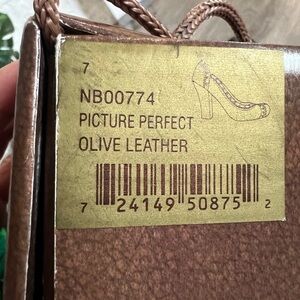 7
NB00774
PICTURE PERFECT
OLIVE LEATHER
7 24149 50875 2